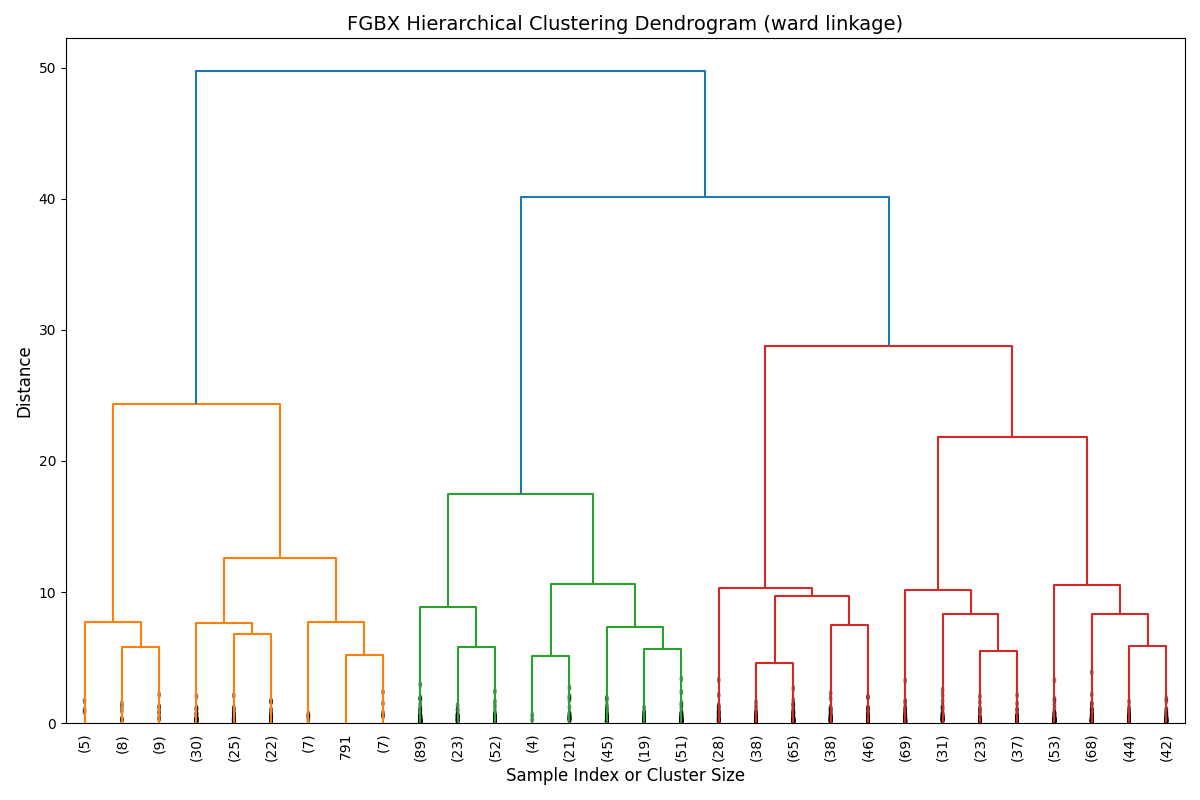 FGBX Hierarchical Clustering Dendrogram (ward linkage)
50
40
30
20
10
0
Distance
(5) (8) (9) (30) (25) (22) (7) 791 (7) (89) (23) (52) (4) (21) (45) (19) (51) (28) (38) (65) (38) (46) (69) (31) (23) (37) (53) (68) (44) (42)
Sample Index or Cluster Size